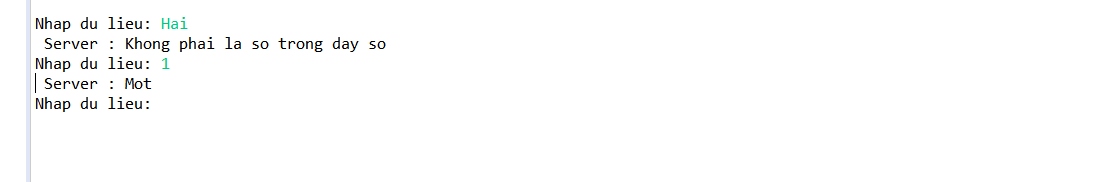 Nhap du lieu: Hai
Server : Khong phai la so trong day so
Nhap du lieu: 1
Server : Mot
Nhap du lieu: